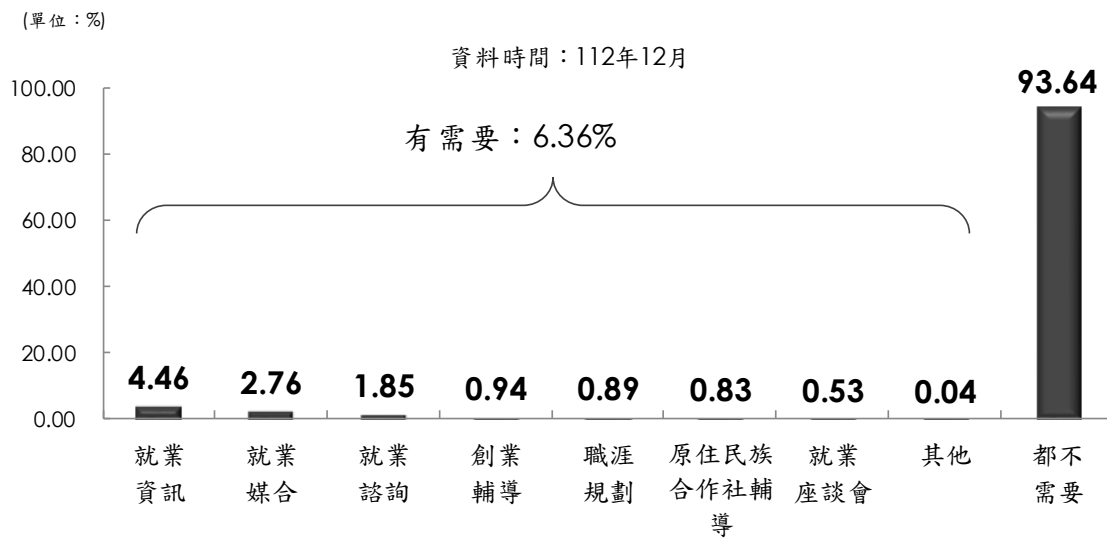 (單位：%)
資料時間：112年12月
100.00
80.00
60.00
40.00
20.00
0.00
有需要：6.36%
4.46
2.76
1.85
0.94
0.89
0.83
0.53
0.04
93.64
就業
資訊
就業
媒合
就業
諮詢
創業
輔導
職涯
規劃
原住民族
合作社輔
導
就業
座談會
其他
都不
需要